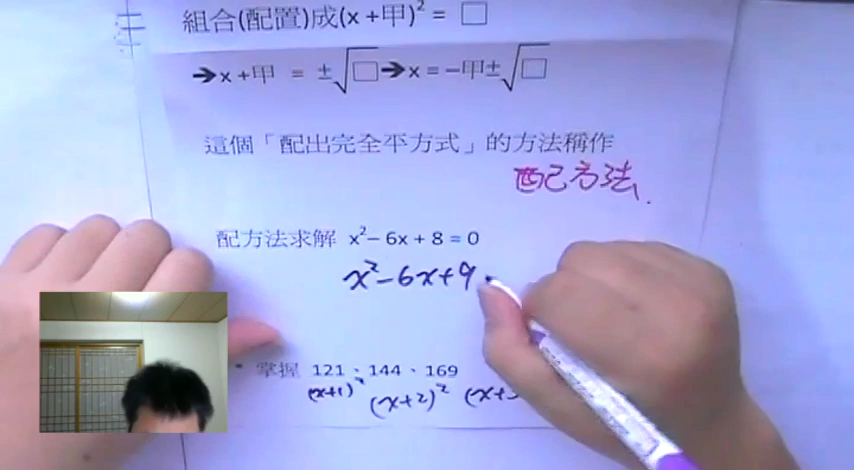 組合(配置)成(x+甲)² = □
➔x+甲 = ±√□➔x = −甲±√□
這個「配出完全平方式」的方法稱作
配方法.
配方法求解 x²− 6x + 8 = 0
x²−6x+9
掌握 121、144、169
(x+1)² (x+2)² (x+